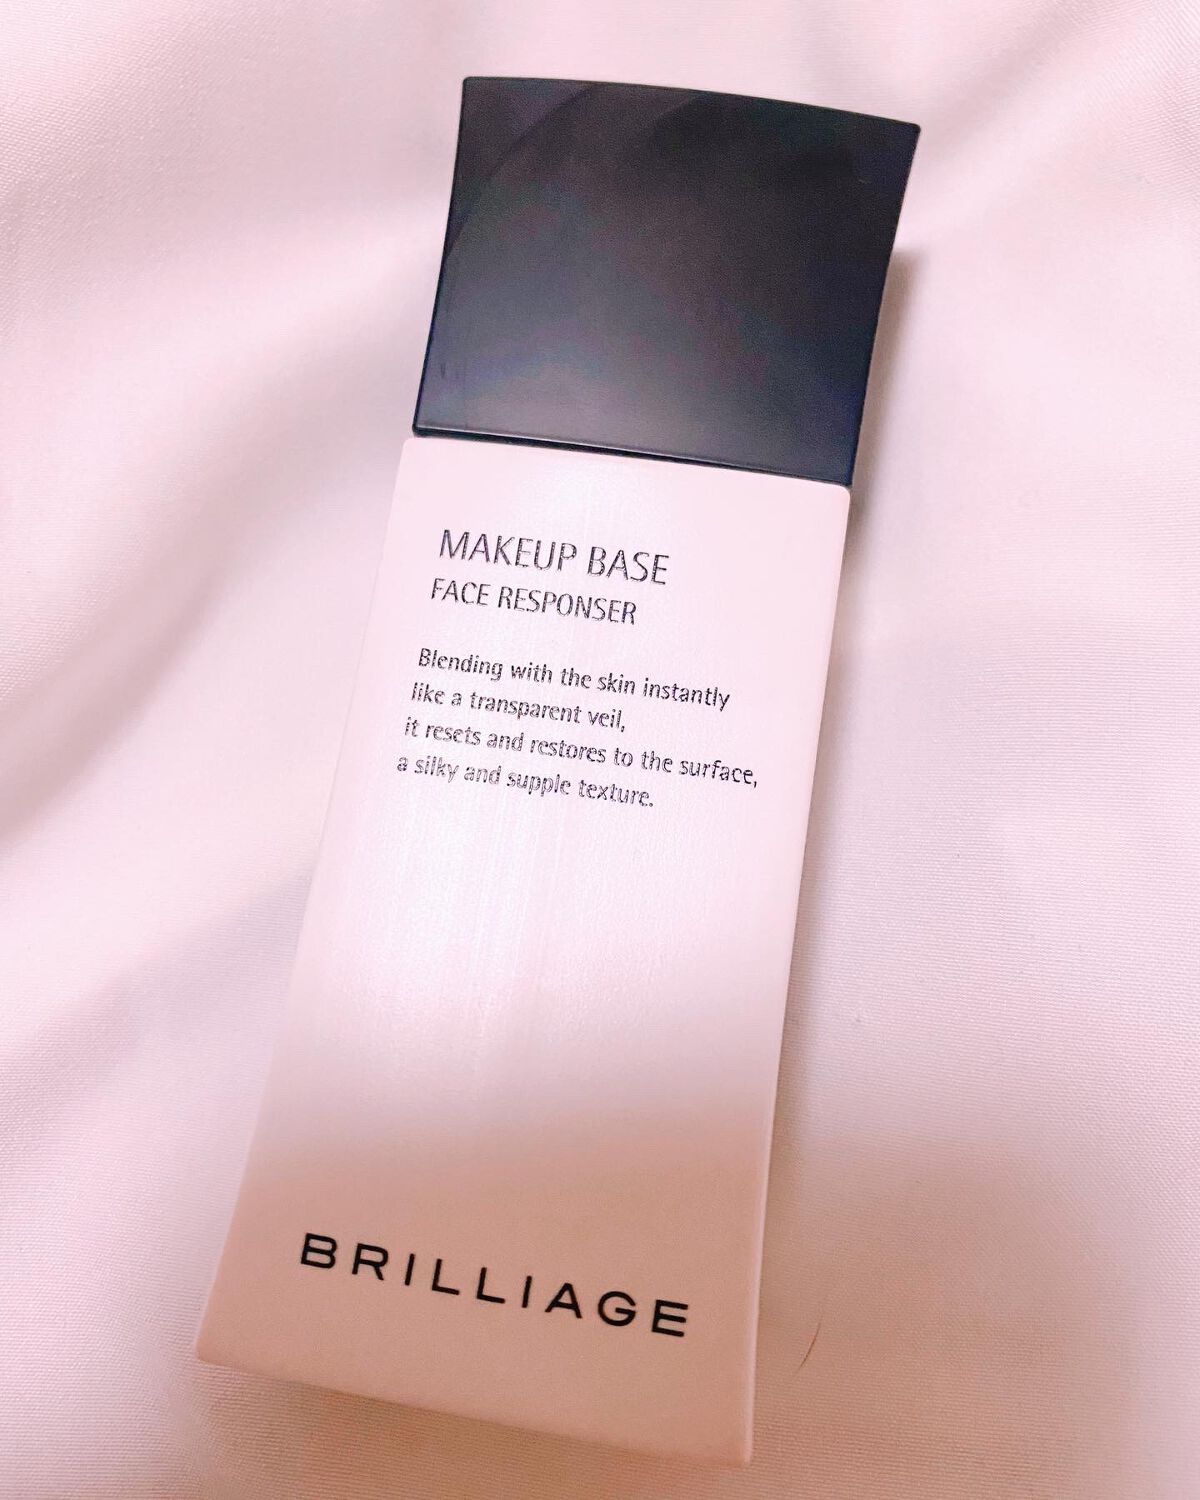 MAKEUP BASE
FACE RESPONSER
Blending with the skin instantly
like a transparent veil,
it resets and restores to the surface,
a silky and supple texture.
BRILLIAGE